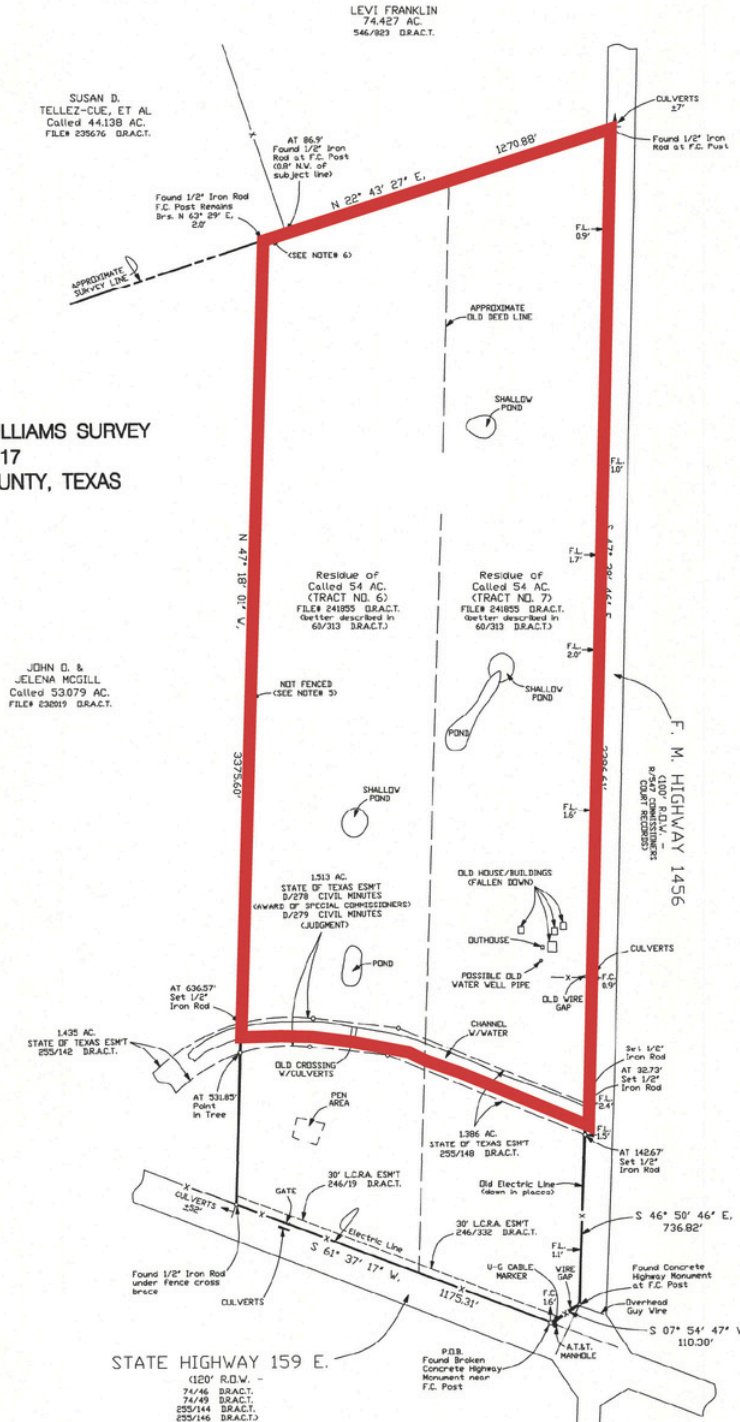 LEVI FRANKLIN
74.427 AC.
546/823 D.R.A.C.T.
SUSAN D.
TELLEZ-CUE, ET AL
Called 44.138 AC.
FILE# 235676 D.R.A.C.T.
CULVERTS
±7'
Found 1/2" Iron
Rod at F.C. Post
AT 86.9'
Found 1/2" Iron
Rod at F.C. Post
(0.8' N.W. of
subject line)
1270.88'
N 22° 43' 27" E,
Found 1/2" Iron Rod
F.C. Post Remains
Brs. N 63° 29' E,
2.0'
(SEE NOTE# 6)
F.L.
0.9'
APPROXIMATE
SURVEY LINE
APPROXIMATE
OLD DEED LINE
SHALLOW
POND
LLIAMS SURVEY
17
UNTY, TEXAS
F.L.
1.0'
N 47° 18' 01" W,
F.L.
1.7'
Residue of
Called 54 AC.
(TRACT NO. 6)
FILE# 241855 D.R.A.C.T.
(better described in
60/313 D.R.A.C.T.)
Residue of
Called 54 AC.
(TRACT NO. 7)
FILE# 241855 D.R.A.C.T.
(better described in
60/313 D.R.A.C.T.)
F.L.
2.0'
JOHN D. &
JELENA MCGILL
Called 53.079 AC.
FILE# 232019 D.R.A.C.T.
NOT FENCED
(SEE NOTE# 5)
SHALLOW
POND
POND
F. M. HIGHWAY 1456
(100' R.O.W. -
R/547 COMMISSIONERS
COURT RECORDS)
3375.60'
F.L.
1.6'
SHALLOW
POND
1.513 AC.
STATE OF TEXAS ESM'T
D/278 CIVIL MINUTES
(AWARD OF SPECIAL COMMISSIONERS)
D/279 CIVIL MINUTES
(JUDGMENT)
OLD HOUSE/BUILDINGS
(FALLEN DOWN)
OUTHOUSE
POND
POSSIBLE OLD
WATER WELL PIPE
CULVERTS
F.C.
0.9'
OLD WIRE
GAP
AT 636.57'
Set 1/2"
Iron Rod
1.435 AC.
STATE OF TEXAS ESM'T
255/142 D.R.A.C.T.
CHANNEL
W/WATER
OLD CROSSING
W/CULVERTS
Set 1/2"
Iron Rod
AT 32.73'
Set 1/2"
Iron Rod
F.L.
2.4'
AT 531.85'
Point
in Tree
PEN
AREA
1.386 AC.
STATE OF TEXAS ESM'T
255/148 D.R.A.C.T.
F.L.
1.5'
AT 142.67'
Set 1/2"
Iron Rod
30' L.C.R.A. ESM'T
246/19 D.R.A.C.T.
GATE
CULVERTS
±52'
Electric Line
Old Electric Line
(down in places)
30' L.C.R.A. ESM'T
246/332 D.R.A.C.T.
S 46° 50' 46" E,
736.82'
F.L.
1.1'
S 61° 37' 17" W,
1175.31'
Found 1/2" Iron Rod
under fence cross
brace
CULVERTS
U-G CABLE
MARKER
WIRE
GAP
F.C.
1.6'
Found Concrete
Highway Monument
at F.C. Post
Overhead
Guy Wire
S 07° 54' 47" W
110.30'
A.T.&T.
MANHOLE
P.O.B.
Found Broken
Concrete Highway
Monument near
F.C. Post
STATE HIGHWAY 159 E.
(120' R.O.W. -
74/46 D.R.A.C.T.
74/49 D.R.A.C.T.
255/144 D.R.A.C.T.
255/146 D.R.A.C.T.)